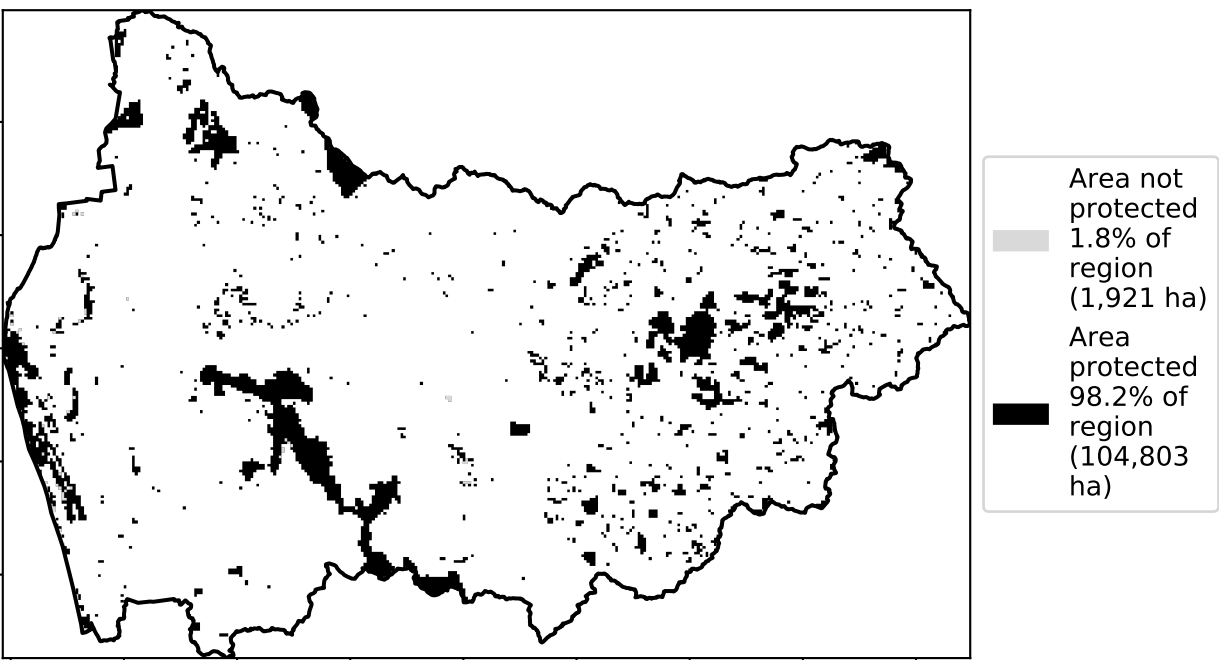 Area not
protected
1.8% of
region
(1,921 ha)
Area
protected
98.2% of
region
(104,803
ha)